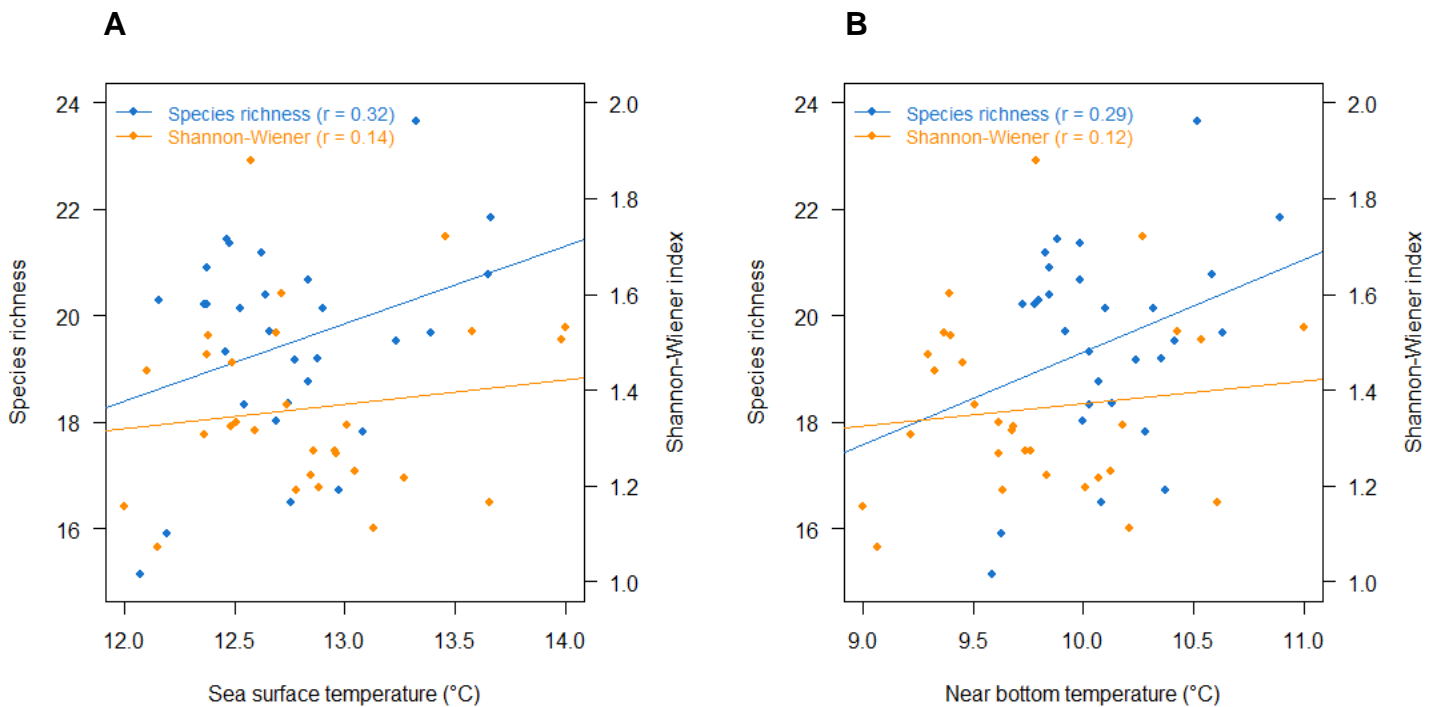 A
Species richness (r = 0.32)
Shannon-Wiener (r = 0.14)
24
22
20
18
16
Species richness
2.0
1.8
1.6
1.4
1.2
1.0
Shannon-Wiener index
12.0 12.5 13.0 13.5 14.0
Sea surface temperature (°C)
B
Species richness (r = 0.29)
Shannon-Wiener (r = 0.12)
24
22
20
18
16
Species richness
2.0
1.8
1.6
1.4
1.2
1.0
Shannon-Wiener index
9.0 9.5 10.0 10.5 11.0
Near bottom temperature (°C)